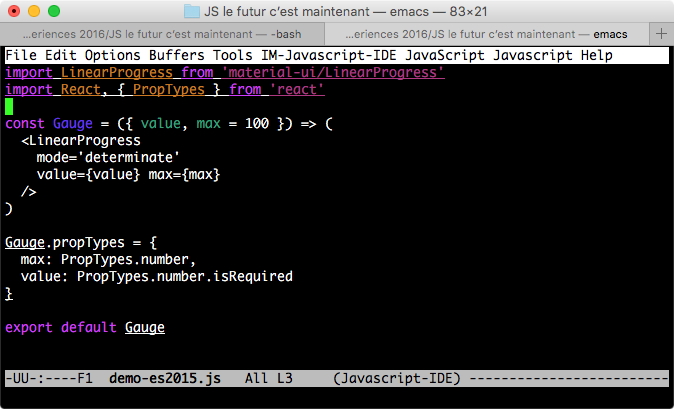 JS le futur c'est maintenant — emacs — 83×21
…eriences 2016/JS le futur c'est maintenant — -bash
…eriences 2016/JS le futur c'est maintenant — emacs
File Edit Options Buffers Tools IM-Javascript-IDE JavaScript Javascript Help
import LinearProgress from 'material-ui/LinearProgress'
import React, { PropTypes } from 'react'
const Gauge = ({ value, max = 100 }) => (
  <LinearProgress
    mode='determinate'
    value={value} max={max}
  />
)
Gauge.propTypes = {
  max: PropTypes.number,
  value: PropTypes.number.isRequired
}
export default Gauge
-UU-:----F1  demo-es2015.js   All L3     (Javascript-IDE) -------------------------